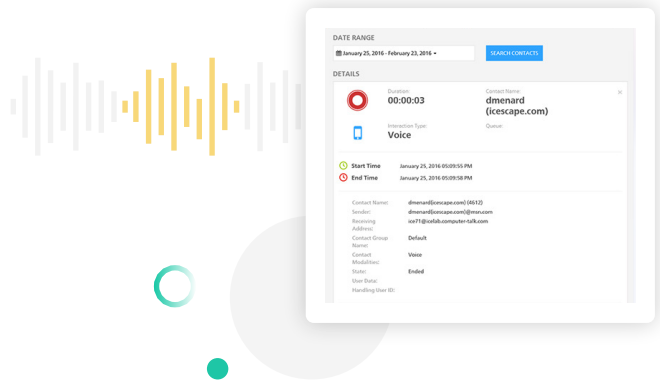 DATE RANGE
January 25, 2016 - February 23, 2016
SEARCH CONTACTS
DETAILS
Duration:
00:00:03
Contact Name:
dmenard
(icescape.com)
×
Interaction Type:
Voice
Queue:
Start Time January 25, 2016 05:09:55 PM
End Time January 25, 2016 05:09:58 PM
Contact Name: dmenard(icescape.com) (4612)
Sender: dmenard(icescape.com)@msn.com
Receiving ice71@icelab.computer-talk.com
Address:
Contact Group Default
Name:
Contact Voice
Modalities:
State: Ended
User Data:
Handling User ID: